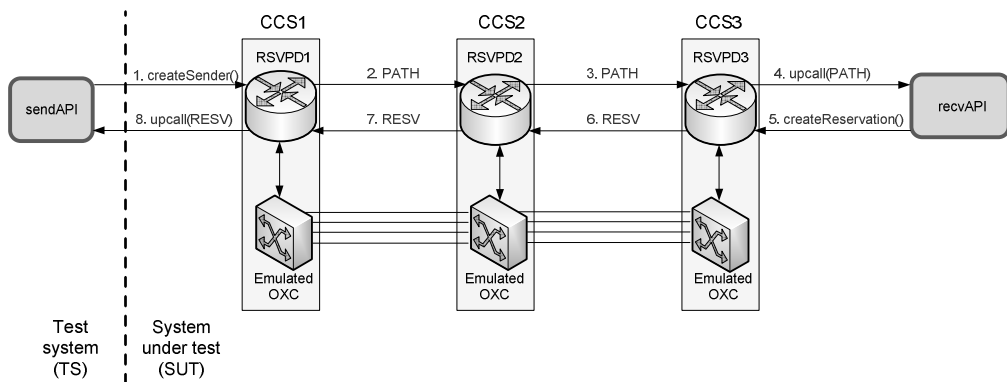 CCS1
CCS2
CCS3
RSVPD1
RSVPD2
RSVPD3
sendAPI
1. createSender()
2. PATH
3. PATH
4. upcall(PATH)
recvAPI
8. upcall(RESV)
7. RESV
6. RESV
5. createReservation()
Emulated
OXC
Emulated
OXC
Emulated
OXC
Test
system
(TS)
System
under test
(SUT)